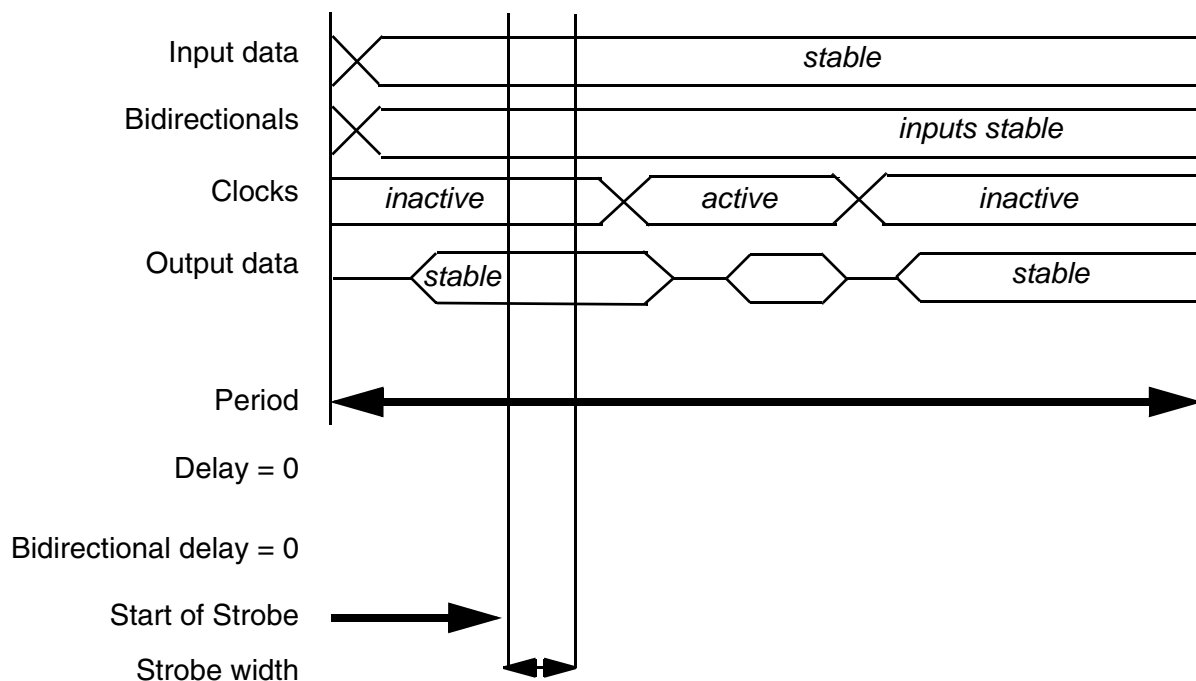 Input data
stable
Bidirectionals
inputs stable
Clocks
inactive
active
inactive
Output data
stable
stable
Period
Delay = 0
Bidirectional delay = 0
Start of Strobe
Strobe width